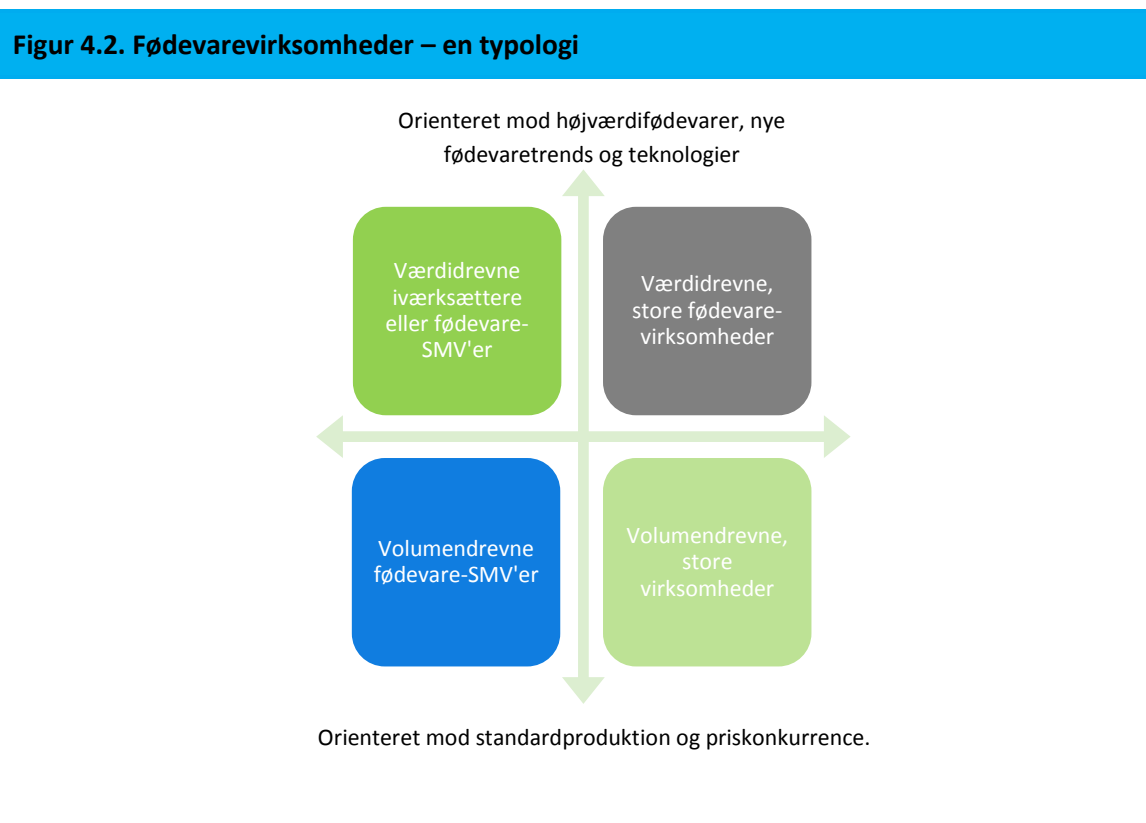 Figur 4.2. Fødevarevirksomheder – en typologi
Orienteret mod højværdifødevarer, nye
fødevaretrends og teknologier
Værdidrevne
iværksættere
eller fødevare-
SMV'er
Værdidrevne,
store fødevare-
virksomheder
Volumendrevne
fødevare-SMV'er
Volumendrevne,
store
virksomheder
Orienteret mod standardproduktion og priskonkurrence.